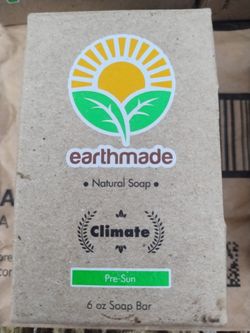 earthmade
• Natural Soap •
Climate
Pre-Sun
6 oz Soap Bar